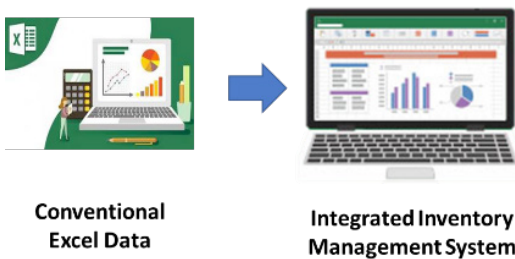 X
Conventional
Excel Data
Integrated Inventory
Management System